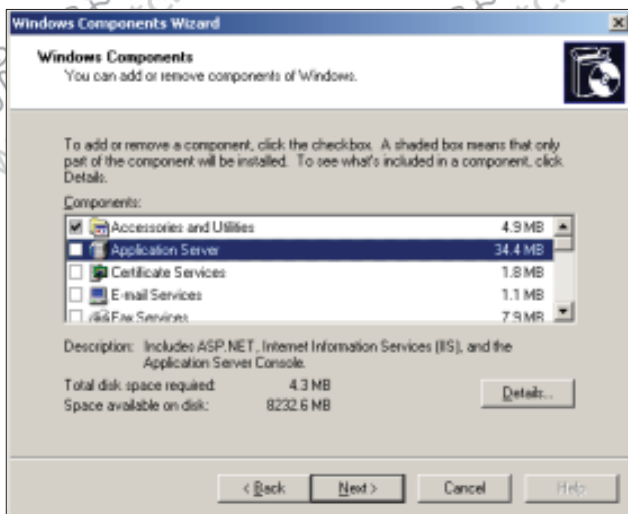 Windows Components Wizard
Windows Components
You can add or remove components of Windows.
To add or remove a component, click the checkbox. A shaded box means that only
part of the component will be installed. To see what's included in a component, click
Details.
Components:
Accessories and Utilities 4.9 MB
Application Server 34.4 MB
Certificate Services 1.8 MB
E-mail Services 1.1 MB
Fax Services 7.9 MB
Description: Includes ASP.NET, Internet Information Services (IIS), and the
Application Server Console.
Total disk space required: 4.3 MB
Space available on disk: 8232.6 MB
Details...
< Back Next > Cancel Help